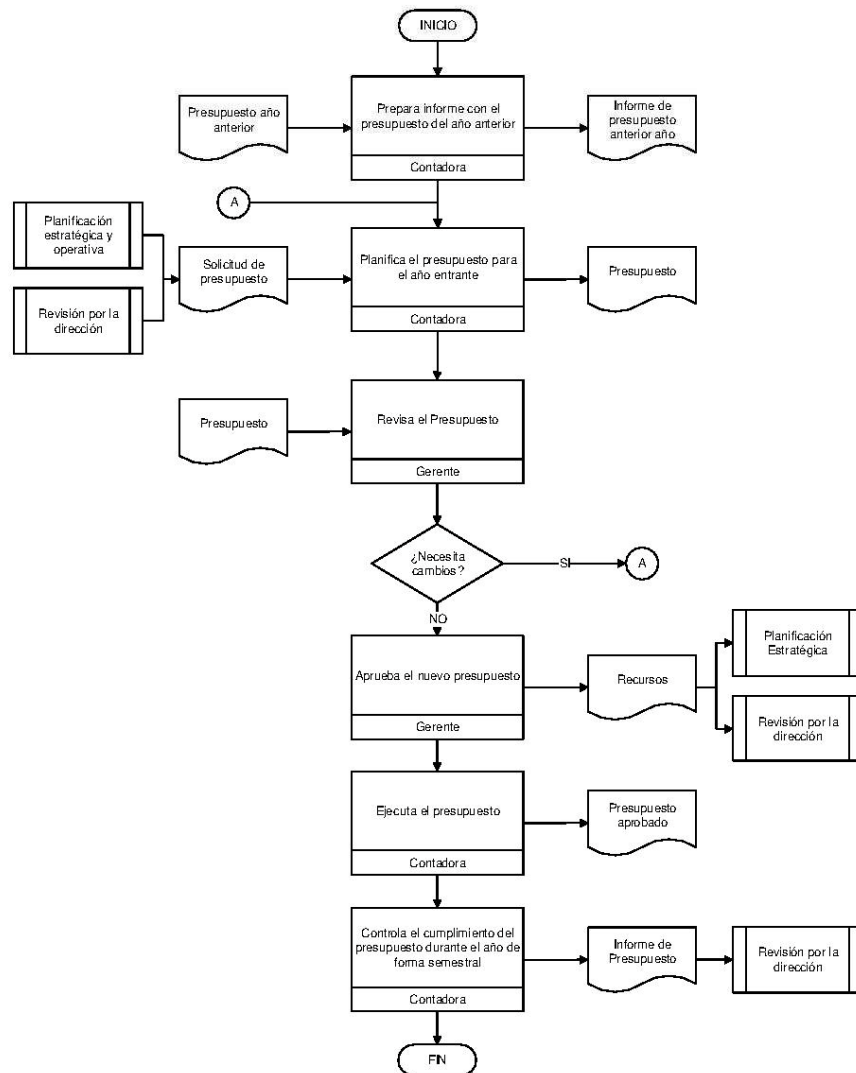 INICIO
Presupuesto año
anterior
Prepara informe con el
presupuesto del año anterior
Contadora
Informe de
presupuesto
anterior año
A
Planificación
estratégica y
operativa
Revisión por la
dirección
Solicitud de
presupuesto
Planifica el presupuesto para
el año entrante
Contadora
Presupuesto
Presupuesto
Revisa el Presupuesto
Gerente
¿Necesita
cambios?
SI
A
NO
Aprueba el nuevo presupuesto
Gerente
Recursos
Planificación
Estratégica
Revisión por la
dirección
Ejecuta el presupuesto
Contadora
Presupuesto
aprobado
Controla el cumplimiento del
presupuesto durante el año de
forma semestral
Contadora
Informe de
Presupuesto
Revisión por la
dirección
FIN